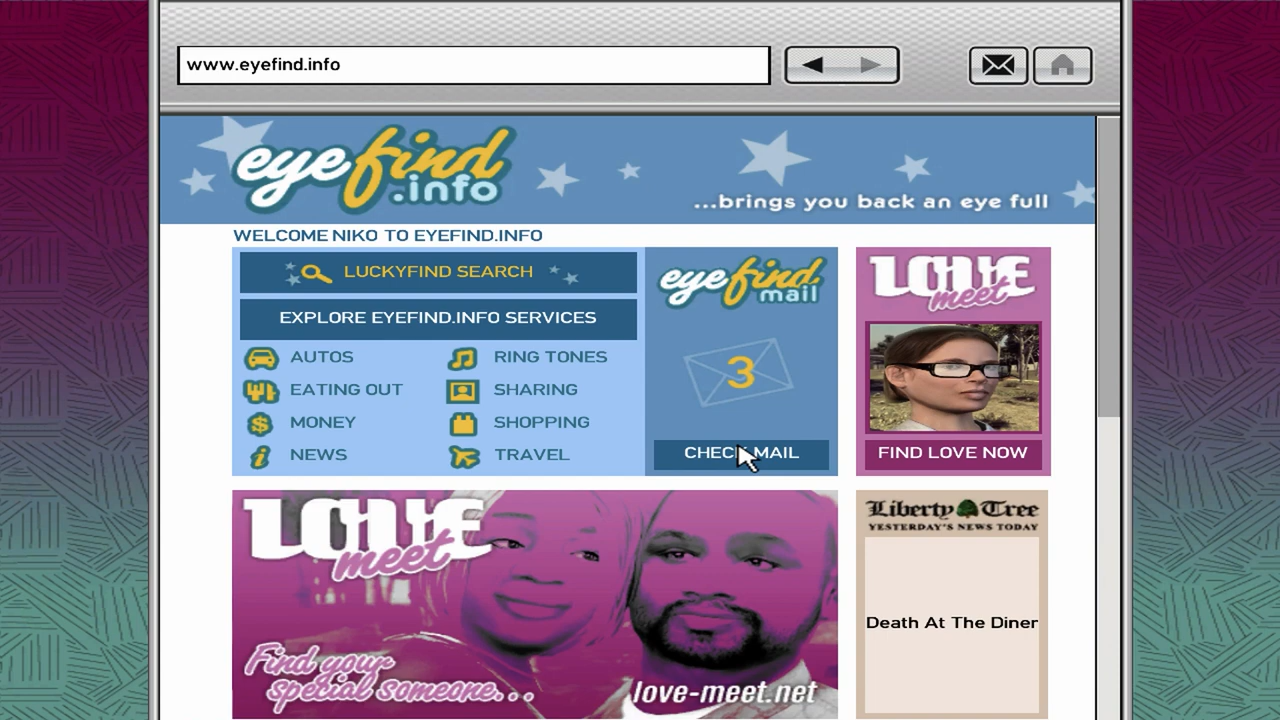 www.eyefind.info
eyefind
.info
...brings you back an eye full
WELCOME NIKO TO EYEFIND.INFO
LUCKYFIND SEARCH
EXPLORE EYEFIND.INFO SERVICES
AUTOS
RING TONES
EATING OUT
SHARING
MONEY
SHOPPING
NEWS
TRAVEL
eyefind
mail
3
CHECK MAIL
LOVE
meet
FIND LOVE NOW
LOVE
meet
Find your
special someone...
love-meet.net
Liberty Tree
YESTERDAY'S NEWS TODAY
Death At The Diner